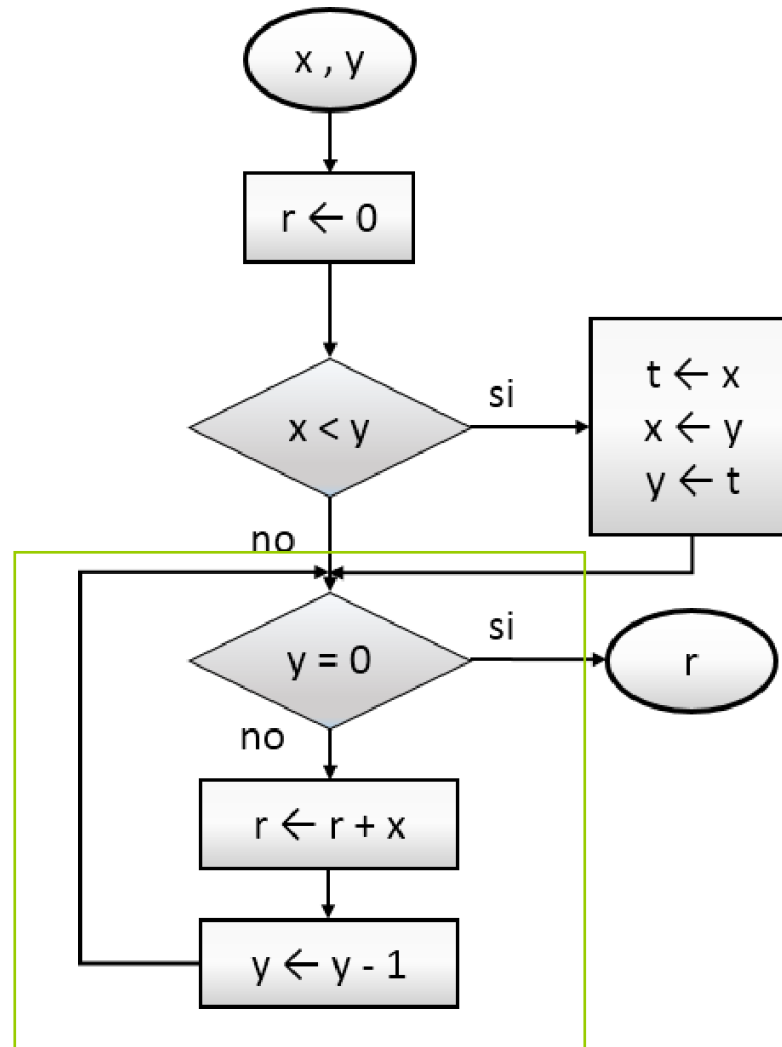 x , y
r ← 0
x < y
si
t ← x
x ← y
y ← t
no
y = 0
si
r
no
r ← r + x
y ← y - 1